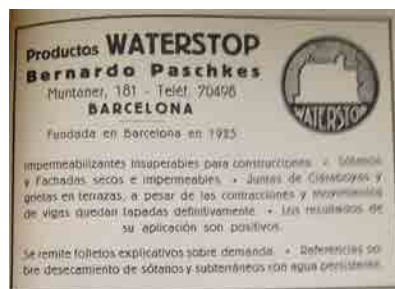 Productos WATERSTOP
Bernardo Paschkes
Muntaner, 181 - Teléf. 70498
BARCELONA
Fundada en Barcelona en 1925
WATERSTOP
Impermeabilizantes insuperables para construcciones • Sótanos
y Fachadas secos e impermeables • Juntas de Claraboyas y
grietas en terrazas, a pesar de las contracciones y movimientos
de vigas quedan tapadas definitivamente • Los resultados de
su aplicación son positivos.
Se remite folletos explicativos sobre demanda. • Referencias so-
bre desecamiento de sótanos y subterráneos con agua persistente.